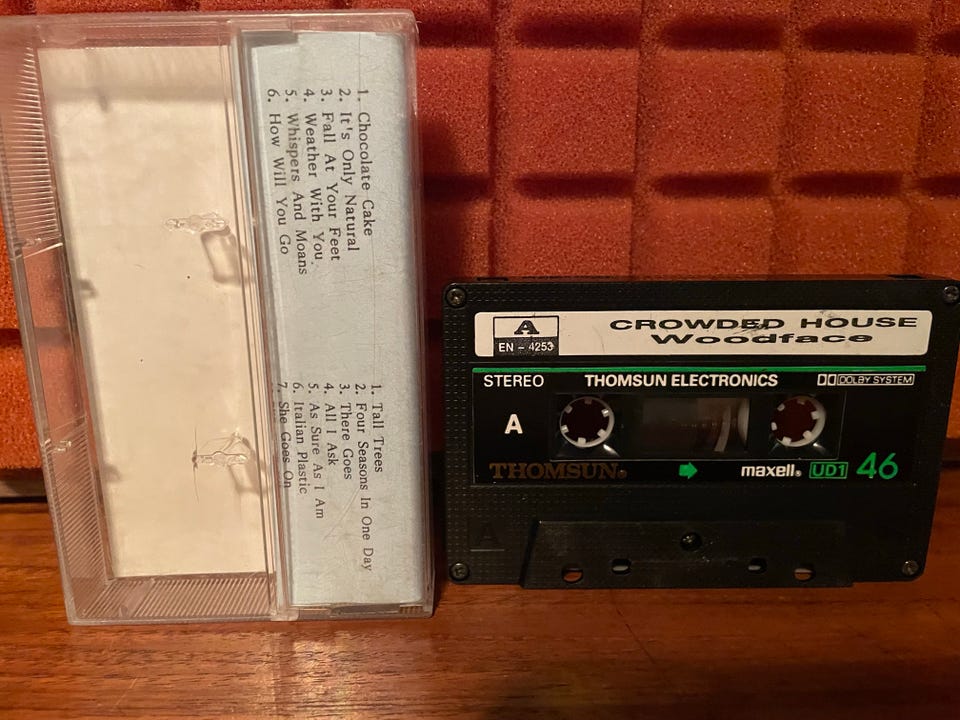 1. Chocolate Cake
2. It's Only Natural
3. Fall At Your Feet
4. Weather With You.
5. Whispers And Moans
6. How Will You Go
1. Tall Trees
2. Four Seasons In One Day
3. There Goes
4. All I Ask
5. As Sure As I Am
6. Italian Plastic
7. She Goes On
A
EN - 4253
CROWDED HOUSE
Woodface
STEREO
THOMSUN ELECTRONICS
DOLBY SYSTEM
A
THOMSUN®
maxell® UD1 46
A